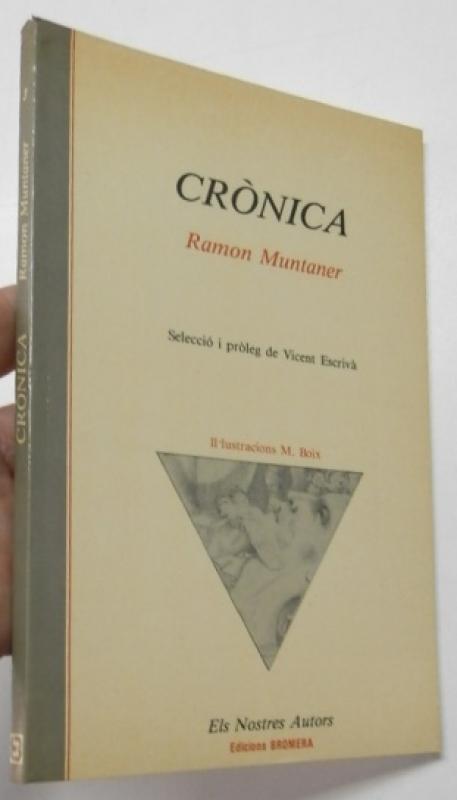 CRÒNICA
Ramon Muntaner
Selecció i pròleg de Vicent Escrivà
Il·lustracions M. Boix
Els Nostres Autors
Edicions BROMERA
CRÒNICA Ramon Muntaner